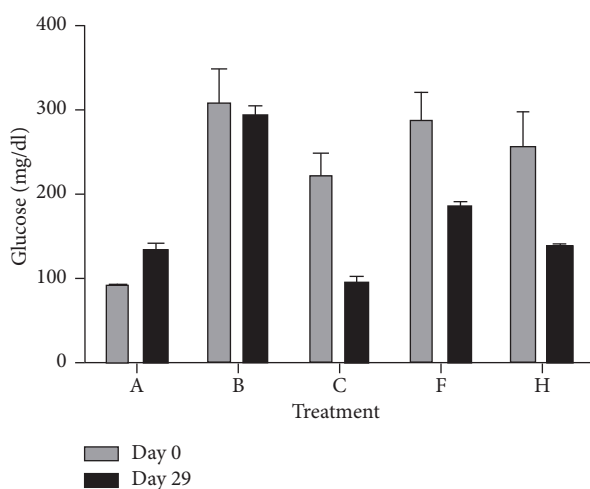 400
300
200
100
0
Glucose (mg/dl)
A B C F H
Treatment
Day 0
Day 29